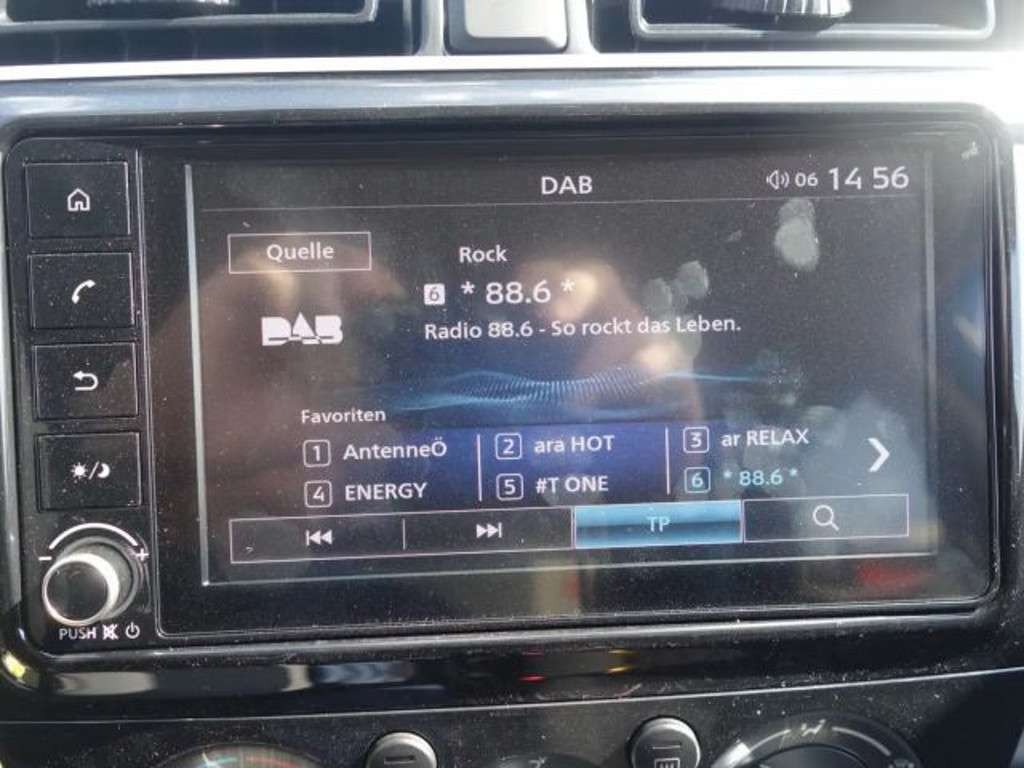 DAB 06 14 56
Quelle
Rock
6 * 88.6 *
DAB
Radio 88.6 - So rockt das Leben.
Favoriten
1 AntenneÖ 2 ara HOT 3 ar RELAX
4 ENERGY 5 #T ONE 6 * 88.6 *
TP
- +
PUSH